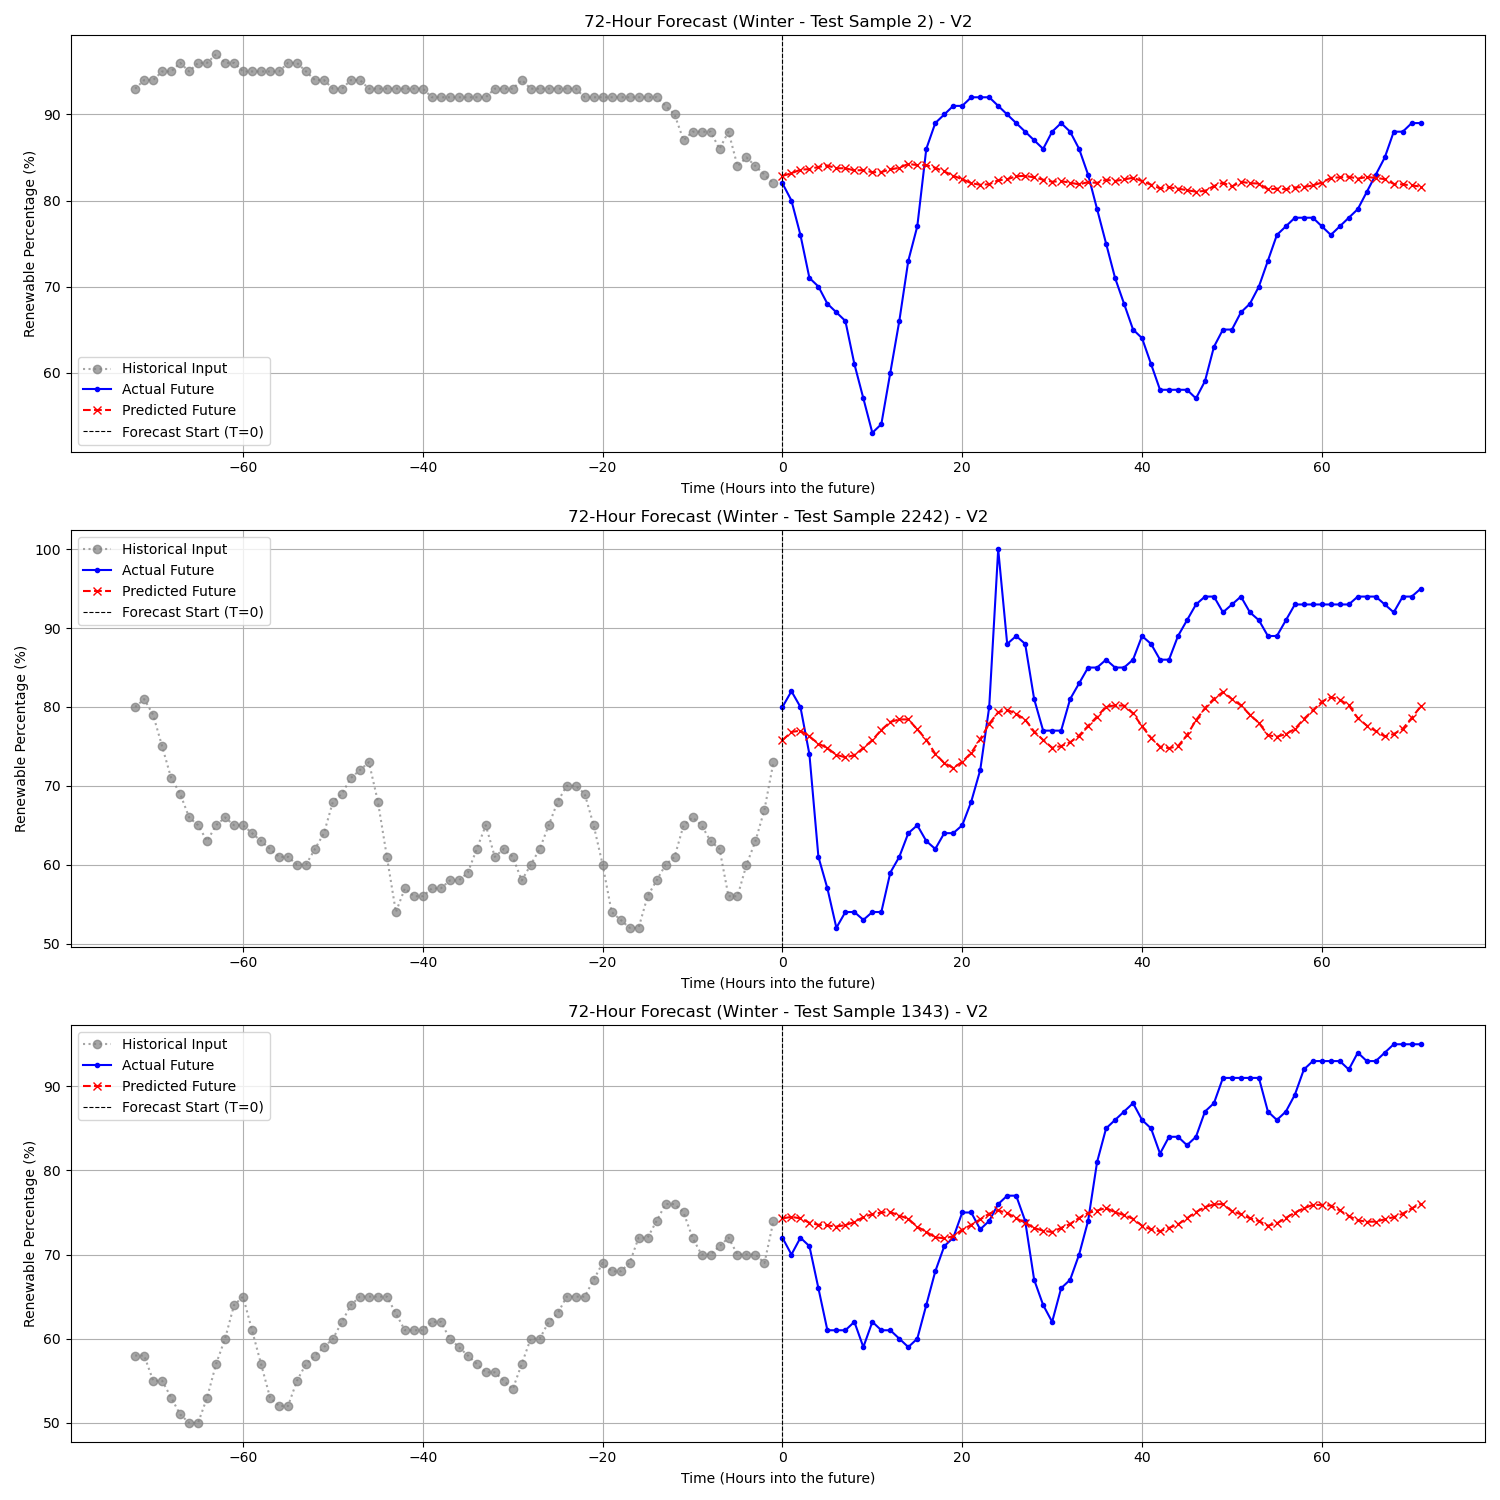 72-Hour Forecast (Winter - Test Sample 2) - V2
Renewable Percentage (%)
90
80
70
60
Historical Input
Actual Future
Predicted Future
Forecast Start (T=0)
−60 −40 −20 0 20 40 60
Time (Hours into the future)
72-Hour Forecast (Winter - Test Sample 2242) - V2
Renewable Percentage (%)
100
90
80
70
60
50
Historical Input
Actual Future
Predicted Future
Forecast Start (T=0)
−60 −40 −20 0 20 40 60
Time (Hours into the future)
72-Hour Forecast (Winter - Test Sample 1343) - V2
Renewable Percentage (%)
90
80
70
60
50
Historical Input
Actual Future
Predicted Future
Forecast Start (T=0)
−60 −40 −20 0 20 40 60
Time (Hours into the future)